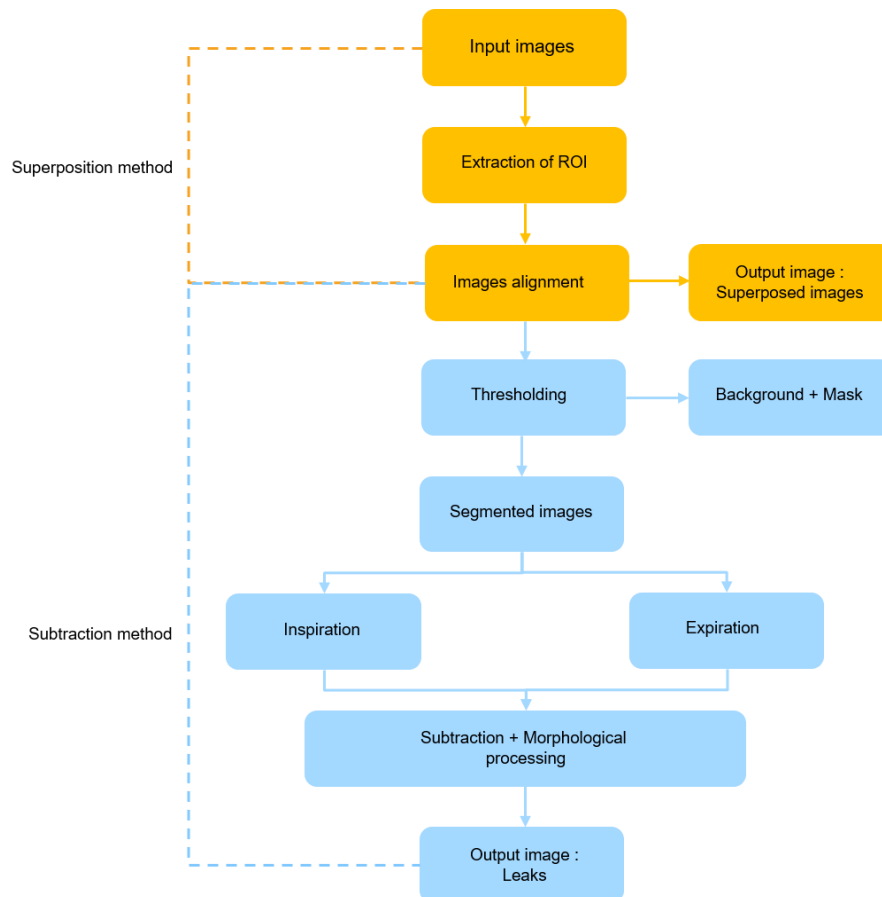 Input images
Superposition method
Extraction of ROI
Images alignment
Output image :
Superposed images
Thresholding
Background + Mask
Segmented images
Inspiration
Expiration
Subtraction method
Subtraction + Morphological
processing
Output image :
Leaks